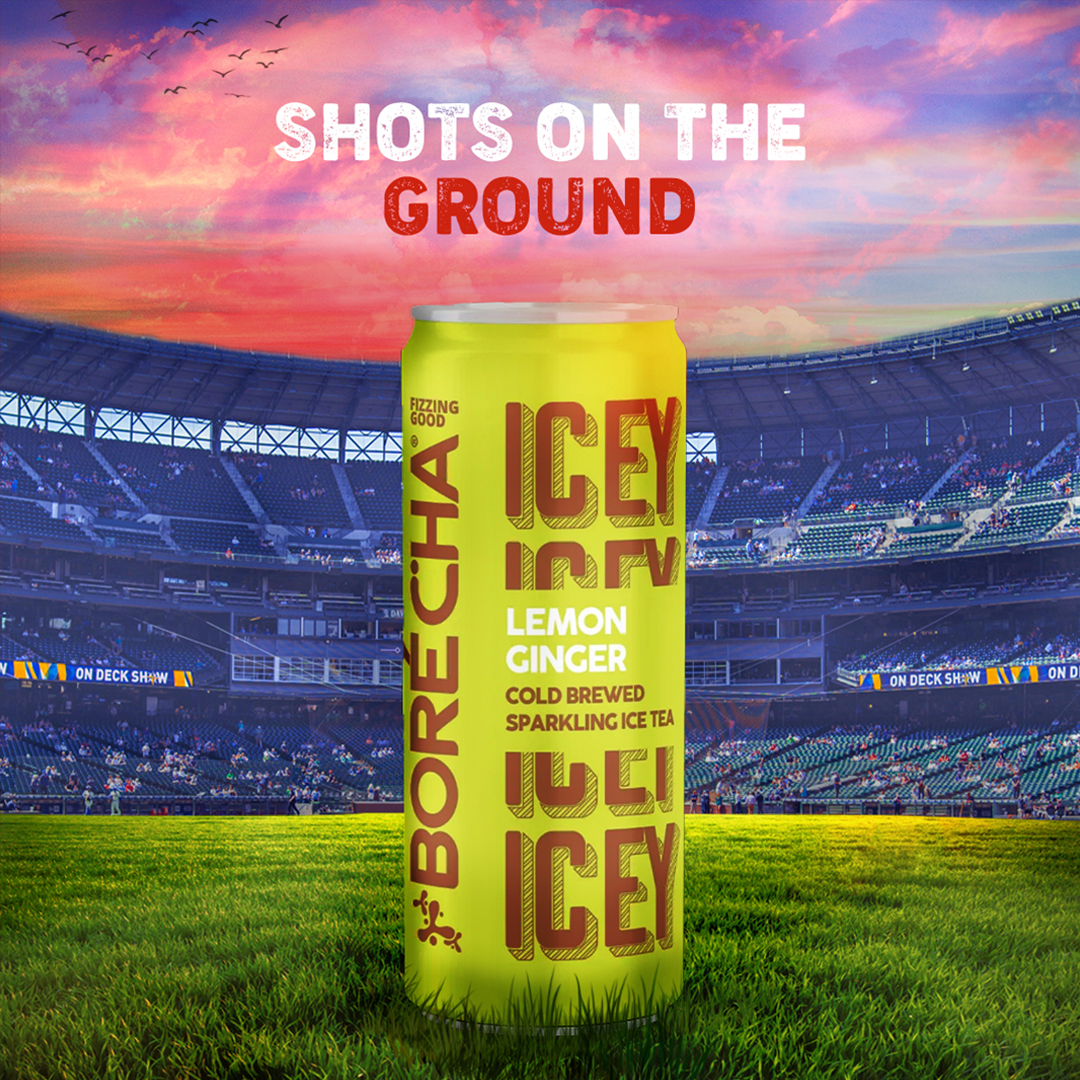 SHOTS ON THE
GROUND
FIZZING
GOOD
BORÉCHA®
ICEY
LEMON
GINGER
COLD BREWED
SPARKLING ICE TEA
ICEY
ON DECK SHOW
ON DECK SHOW
ON D